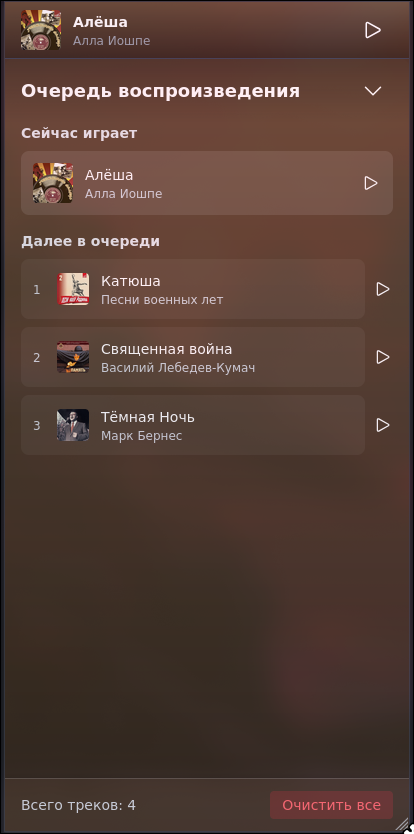 Алёша
Алла Иошпе
Очередь воспроизведения
Сейчас играет
Алёша
Алла Иошпе
Далее в очереди
1
Катюша
Песни военных лет
2
Священная война
Василий Лебедев-Кумач
3
Тёмная Ночь
Марк Бернес
Всего треков: 4
Очистить все